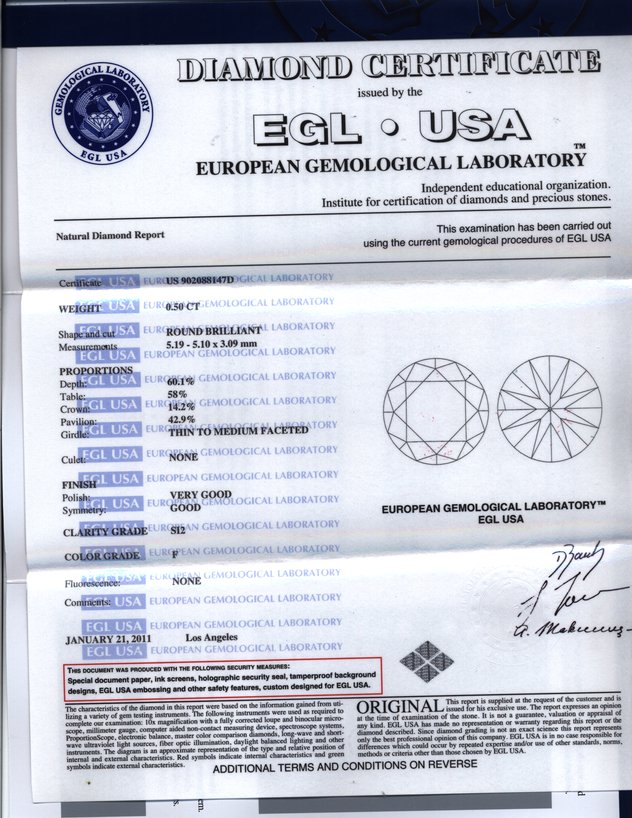 GEMOLOGICAL LABORATORY
EGL USA
DIAMOND CERTIFICATE
issued by the
EGL • USA
EUROPEAN GEMOLOGICAL LABORATORY™
Independent educational organization.
Institute for certification of diamonds and precious stones.
Natural Diamond Report
This examination has been carried out
using the current gemological procedures of EGL USA
Certificate US 902088147D
WEIGHT 0.50 CT
Shape and cut ROUND BRILLIANT
Measurements 5.19 - 5.10 x 3.09 mm
PROPORTIONS
Depth: 60.1%
Table: 58%
Crown: 14.2%
Pavilion: 42.9%
Girdle: THIN TO MEDIUM FACETED
Culet: NONE
FINISH
Polish: VERY GOOD
Symmetry: GOOD
CLARITY GRADE SI2
COLOR GRADE F
Fluorescence: NONE
Comments:
JANUARY 21, 2011 Los Angeles
EGL USA EUROPEAN GEMOLOGICAL LABORATORY
EUROPEAN GEMOLOGICAL LABORATORY™
EGL USA
THIS DOCUMENT WAS PRODUCED WITH THE FOLLOWING SECURITY MEASURES:
Special document paper, ink screens, holographic security seal, tamperproof background
designs, EGL USA embossing and other safety features, custom designed for EGL USA.
The characteristics of the diamond in this report were based on the information gained from uti-
lizing a variety of gem testing instruments. The following instruments were used as required to
complete our examination: 10x magnification with a fully corrected loupe and binocular micro-
scope, millimeter gauge, computer aided non-contact measuring device, spectroscope systems,
ProportionScope, electronic balance, master color comparison diamonds, long-wave and short-
wave ultraviolet light sources, fiber optic illumination, daylight balanced lighting and other
instruments. The diagram is an approximate representation of the type and relative position of
internal and external characteristics. Red symbols indicate internal characteristics and green
symbols indicate external characteristics.
ORIGINAL This report is supplied at the request of the customer and is
issued for his exclusive use. The report expresses an opinion
at the time of examination of the stone. It is not a guarantee, valuation or appraisal of
any kind. EGL USA has made no representation or warranty regarding this report or the
diamond described. Since diamond grading is not an exact science this report represents
only the best professional opinion of this company. EGL USA is in no case responsible for
differences which could occur by repeated expertise and/or use of other standards, norms,
methods or criteria other than those chosen by EGL USA.
ADDITIONAL TERMS AND CONDITIONS ON REVERSE